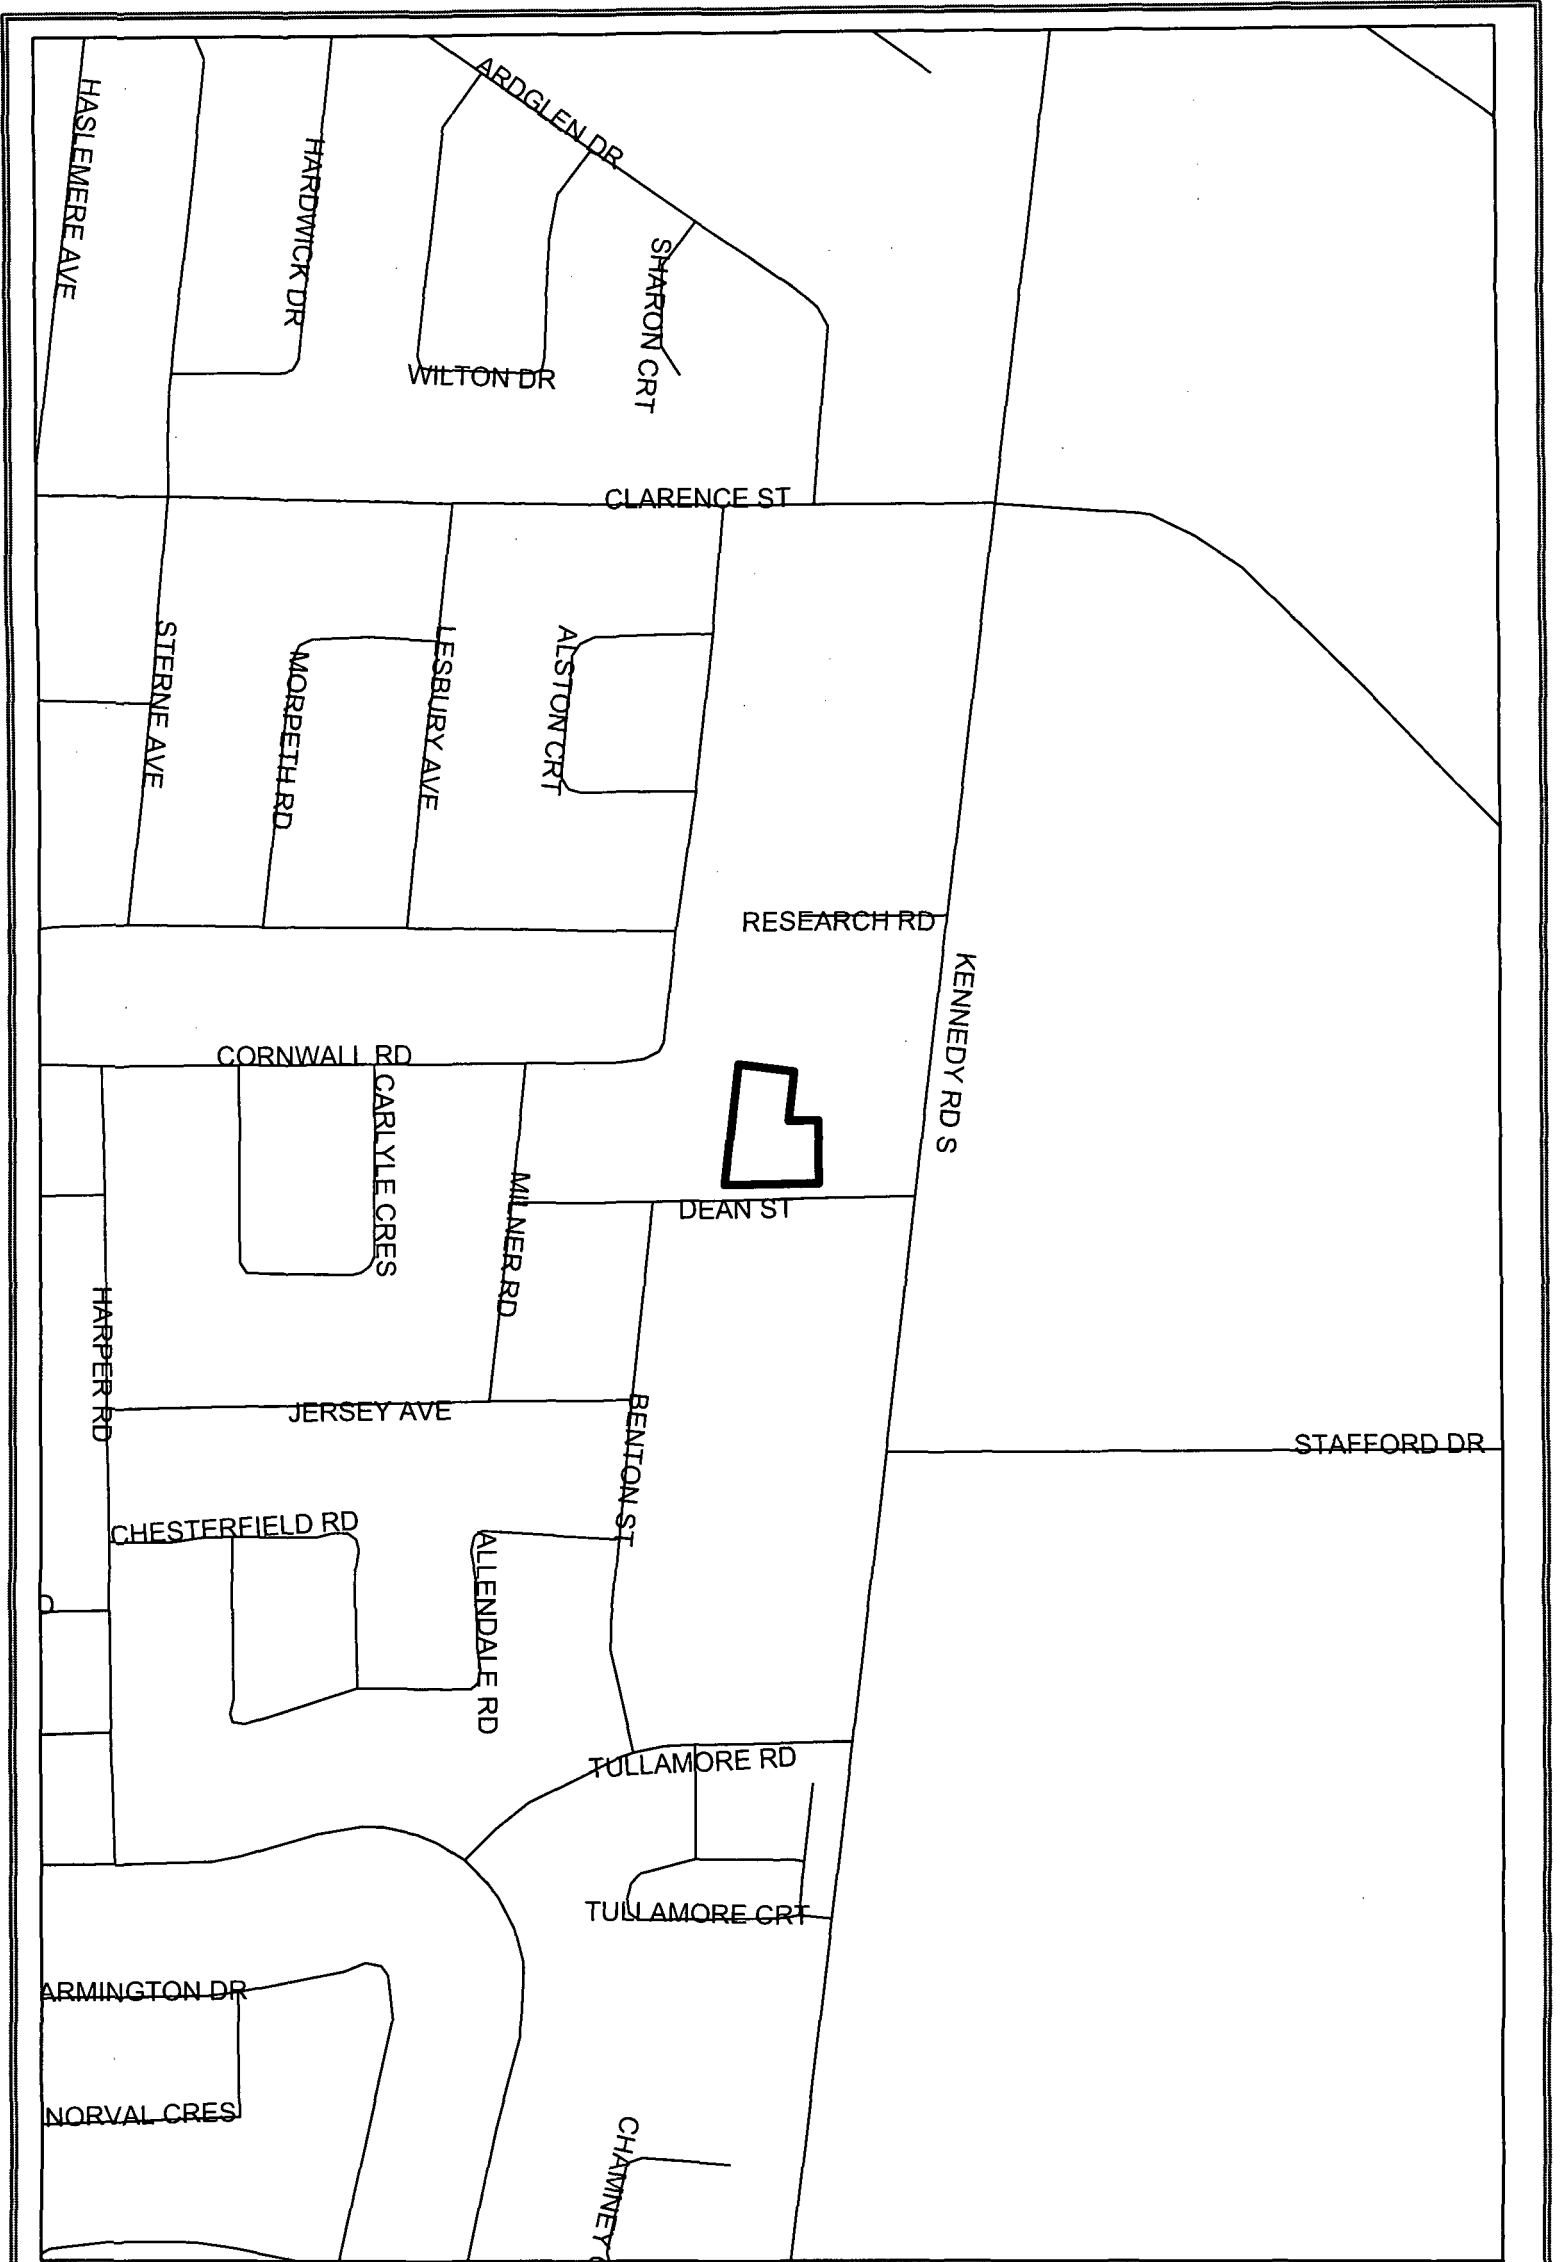 ARDGLEN DR
HASLEMERE AVE
HARDWICK DR
SHARON CRT
WILTON DR
CLARENCE ST
STERNE AVE
MORPETH RD
LESBURY AVE
ALSTON CRT
RESEARCH RD
KENNEDY RD S
CORNWALL RD
CARLYLE CRES
MILNER RD
DEAN ST
HARPER RD
JERSEY AVE
BENTON ST
STAFFORD DR
CHESTERFIELD RD
ALLENDALE RD
TULLAMORE RD
TULLAMORE CRT
ARMINGTON DR
NORVAL CRES
CHAMNEY